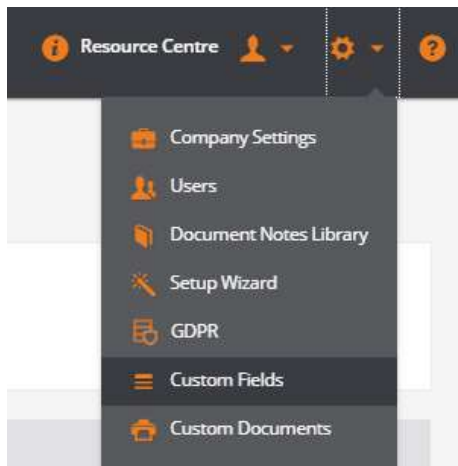 Resource Centre
Company Settings
Users
Document Notes Library
Setup Wizard
GDPR
Custom Fields
Custom Documents